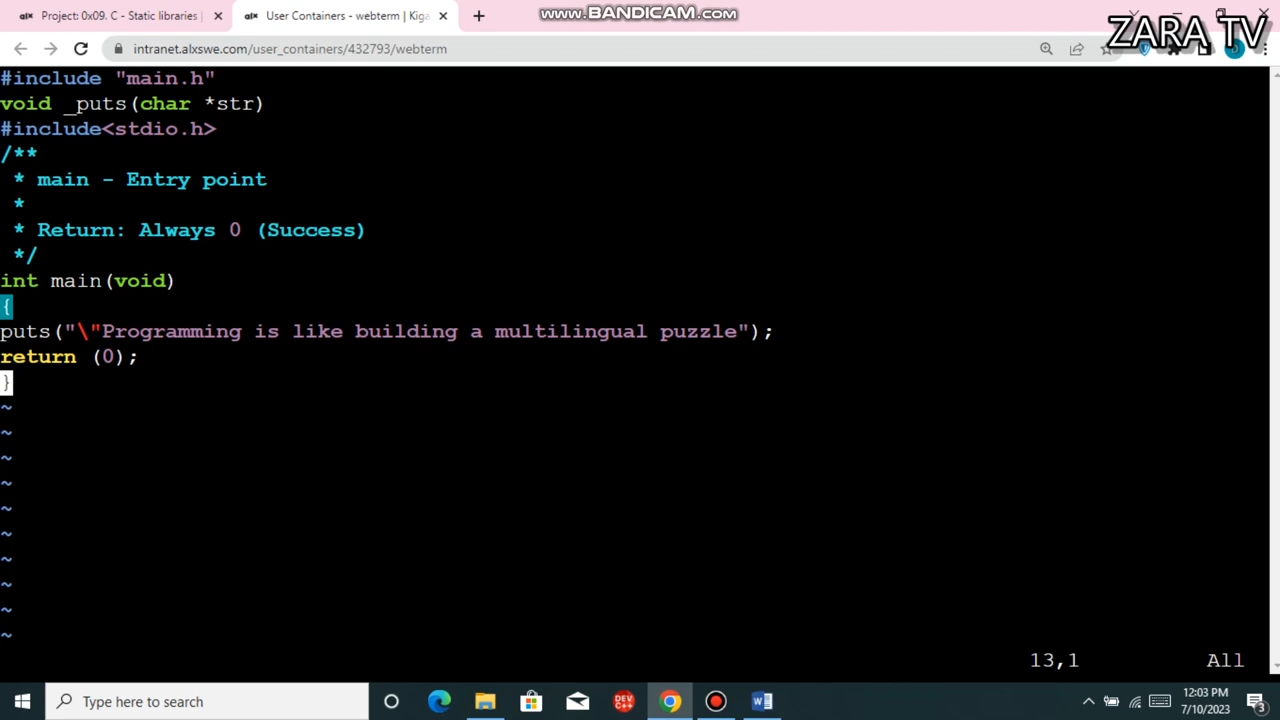 Project: 0x09. C - Static libraries |
User Containers - webterm | Kiga
www.BANDICAM.com
ZARA TV
intranet.alxswe.com/user_containers/432793/webterm
#include "main.h"
void _puts(char *str)
#include<stdio.h>
/**
* main - Entry point
*
* Return: Always 0 (Success)
*/
int main(void)
{
puts("\"Programming is like building a multilingual puzzle");
return (0);
}
~
~
~
~
~
~
~
~
~
~
13,1 All
Type here to search
DEV C++
12:03 PM
7/10/2023
3